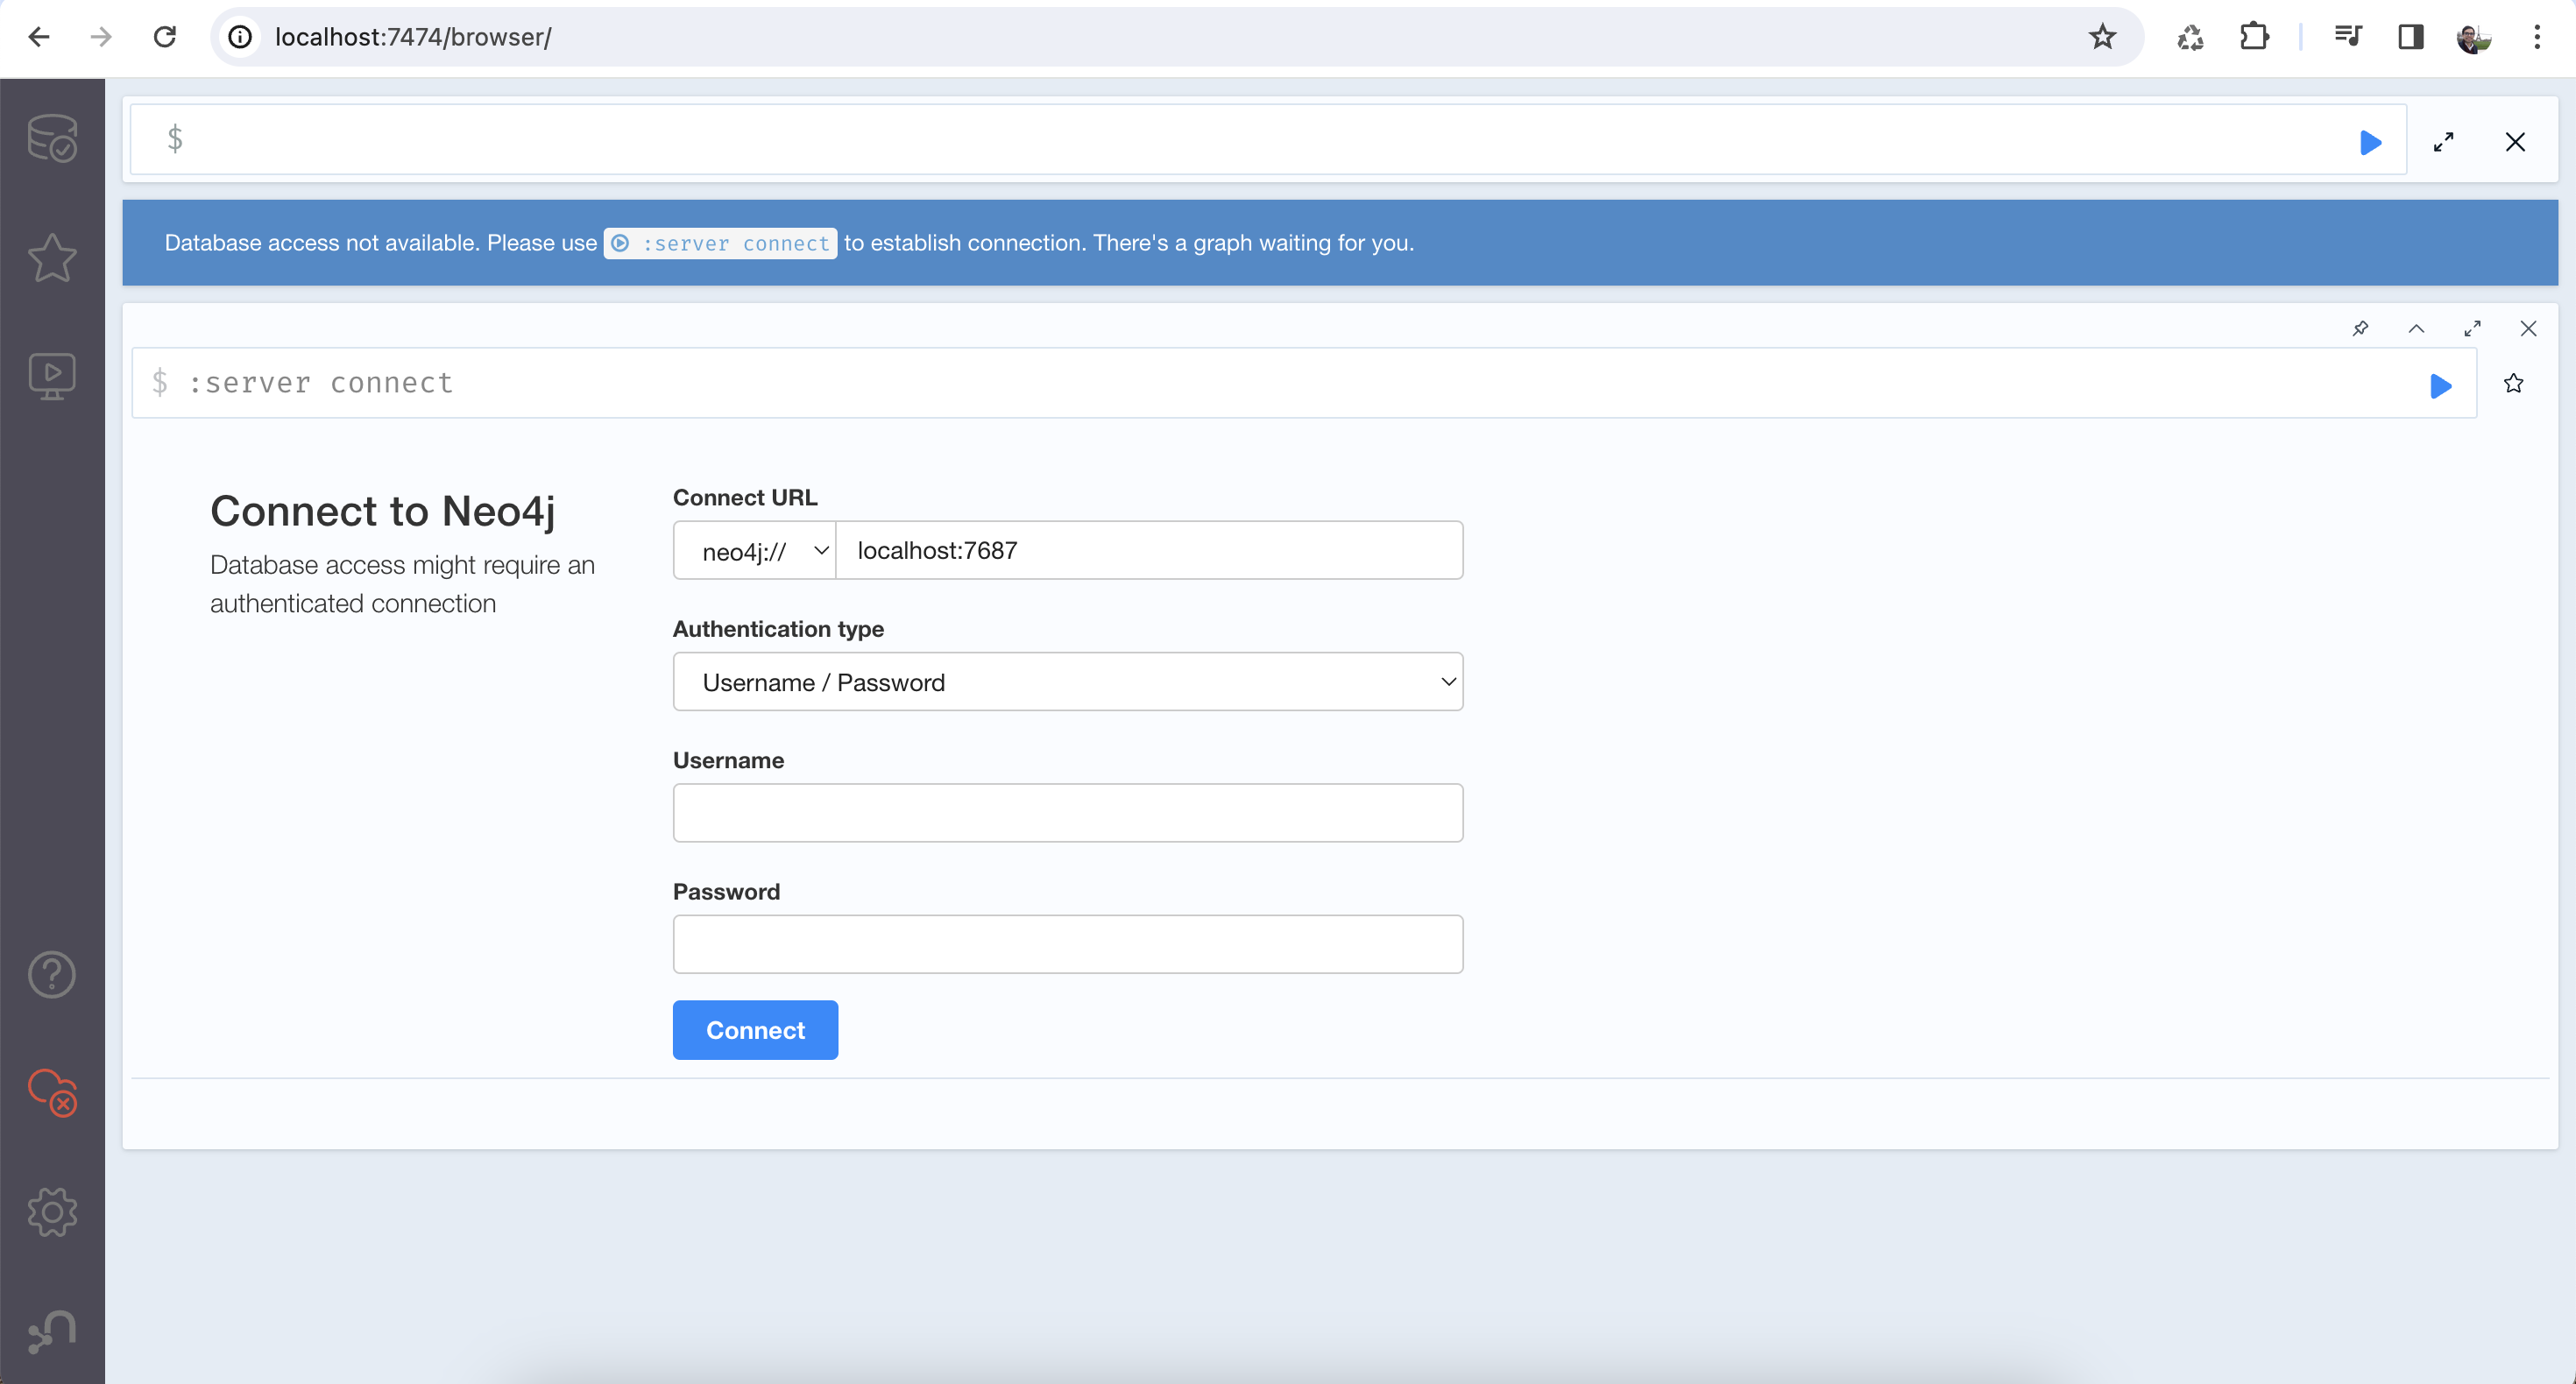 localhost:7474/browser/
$
Database access not available. Please use :server connect to establish connection. There's a graph waiting for you.
$ :server connect
Connect to Neo4j
Database access might require an
authenticated connection
Connect URL
neo4j:// localhost:7687
Authentication type
Username / Password
Username
Password
Connect